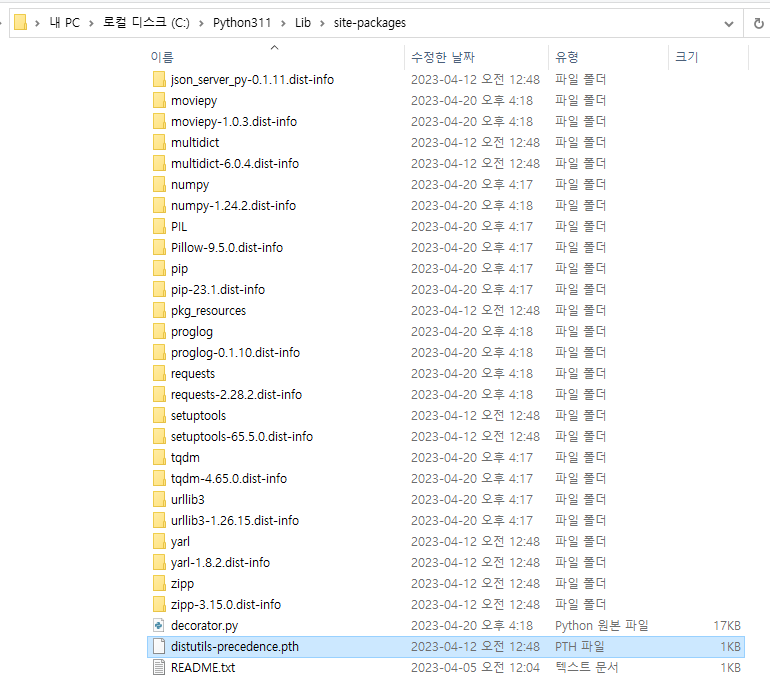 내 PC > 로컬 디스크 (C:) > Python311 > Lib > site-packages
이름 수정한 날짜 유형 크기
json_server_py-0.1.11.dist-info 2023-04-12 오전 12:48 파일 폴더
moviepy 2023-04-20 오후 4:18 파일 폴더
moviepy-1.0.3.dist-info 2023-04-20 오후 4:18 파일 폴더
multidict 2023-04-12 오전 12:48 파일 폴더
multidict-6.0.4.dist-info 2023-04-12 오전 12:48 파일 폴더
numpy 2023-04-20 오후 4:17 파일 폴더
numpy-1.24.2.dist-info 2023-04-20 오후 4:18 파일 폴더
PIL 2023-04-20 오후 4:17 파일 폴더
Pillow-9.5.0.dist-info 2023-04-20 오후 4:17 파일 폴더
pip 2023-04-20 오후 4:17 파일 폴더
pip-23.1.dist-info 2023-04-20 오후 4:17 파일 폴더
pkg_resources 2023-04-12 오전 12:48 파일 폴더
proglog 2023-04-20 오후 4:18 파일 폴더
proglog-0.1.10.dist-info 2023-04-20 오후 4:18 파일 폴더
requests 2023-04-20 오후 4:18 파일 폴더
requests-2.28.2.dist-info 2023-04-20 오후 4:18 파일 폴더
setuptools 2023-04-12 오전 12:48 파일 폴더
setuptools-65.5.0.dist-info 2023-04-12 오전 12:48 파일 폴더
tqdm 2023-04-20 오후 4:17 파일 폴더
tqdm-4.65.0.dist-info 2023-04-20 오후 4:17 파일 폴더
urllib3 2023-04-20 오후 4:17 파일 폴더
urllib3-1.26.15.dist-info 2023-04-20 오후 4:17 파일 폴더
yarl 2023-04-12 오전 12:48 파일 폴더
yarl-1.8.2.dist-info 2023-04-12 오전 12:48 파일 폴더
zipp 2023-04-12 오전 12:48 파일 폴더
zipp-3.15.0.dist-info 2023-04-12 오전 12:48 파일 폴더
decorator.py 2023-04-20 오후 4:18 Python 원본 파일 17KB
distutils-precedence.pth 2023-04-12 오전 12:48 PTH 파일 1KB
README.txt 2023-04-05 오전 12:04 텍스트 문서 1KB